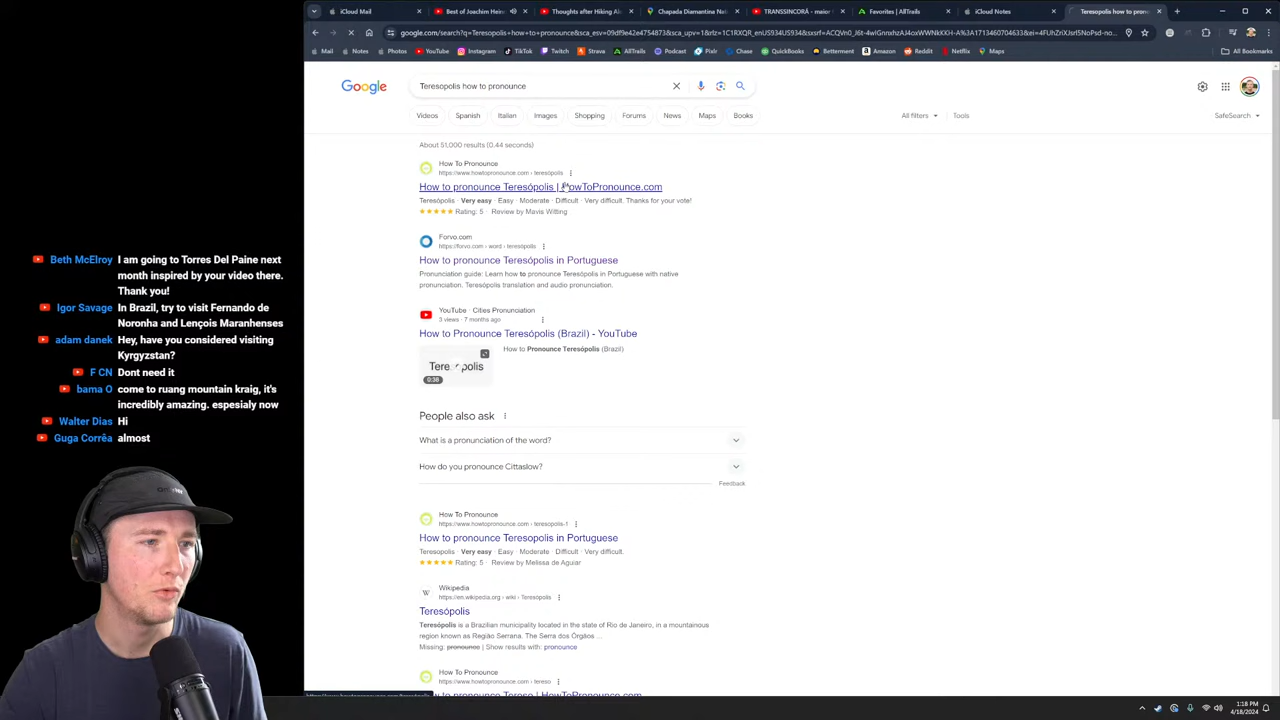 iCloud Mail
Best of Joachim Hein
Thoughts after Hiking Al
Chapada Diamantina Nat
TRANSSINCORÁ - maior
Favorites | AllTrails
iCloud Notes
Teresopolis how to pron
Mail
Notes
Photos
YouTube
Instagram
TikTok
Twitch
Strava
AllTrails
Podcast
Pixlr
Chase
QuickBooks
Betterment
Amazon
Reddit
Netflix
Maps
All Bookmarks
Google
Teresopolis how to pronounce
Videos
Spanish
Italian
Images
Shopping
Forums
News
Maps
Books
All filters
Tools
SafeSearch
About 51,000 results (0.44 seconds)
How To Pronounce
https://www.howtopronounce.com › teresópolis
How to pronounce Teresópolis | HowToPronounce.com
Teresópolis · Very easy · Easy · Moderate · Difficult · Very difficult. Thanks for your vote!
Rating: 5 · Review by Mavis Witting
Forvo.com
https://forvo.com › word › teresópolis
How to pronounce Teresópolis in Portuguese
Pronunciation guide: Learn how to pronounce Teresópolis in Portuguese with native
pronunciation. Teresópolis translation and audio pronunciation.
YouTube · Cities Pronunciation
3 views · 7 months ago
How to Pronounce Teresópolis (Brazil) - YouTube
How to Pronounce Teresópolis (Brazil)
0:38
People also ask
What is a pronunciation of the word?
How do you pronounce Cittaslow?
Feedback
How To Pronounce
https://www.howtopronounce.com › teresopolis-1
How to pronounce Teresopolis in Portuguese
Teresopolis · Very easy · Easy · Moderate · Difficult · Very difficult.
Rating: 5 · Review by Melissa de Aguiar
Wikipedia
https://en.wikipedia.org › wiki › Teresópolis
Teresópolis
Teresópolis is a Brazilian municipality located in the state of Rio de Janeiro, in a mountainous
region known as Região Serrana. The Serra dos Órgãos ...
Missing: pronounce | Show results with: pronounce
How To Pronounce
https://www.howtopronounce.com › tereso
to pronounce Tereso | HowToPronounce.com
Beth McElroy I am going to Torres Del Paine next
month inspired by your video there.
Thank you!
Igor Savage In Brazil, try to visit Fernando de
Noronha and Lençois Maranhenses
adam danek Hey, have you considered visiting
Kyrgyzstan?
F CN Dont need it
bama O come to ruang mountain kraig, it's
incredibly amazing. espesialy now
Walter Dias Hi
Guga Corrêa almost
1:18 PM
4/18/2024